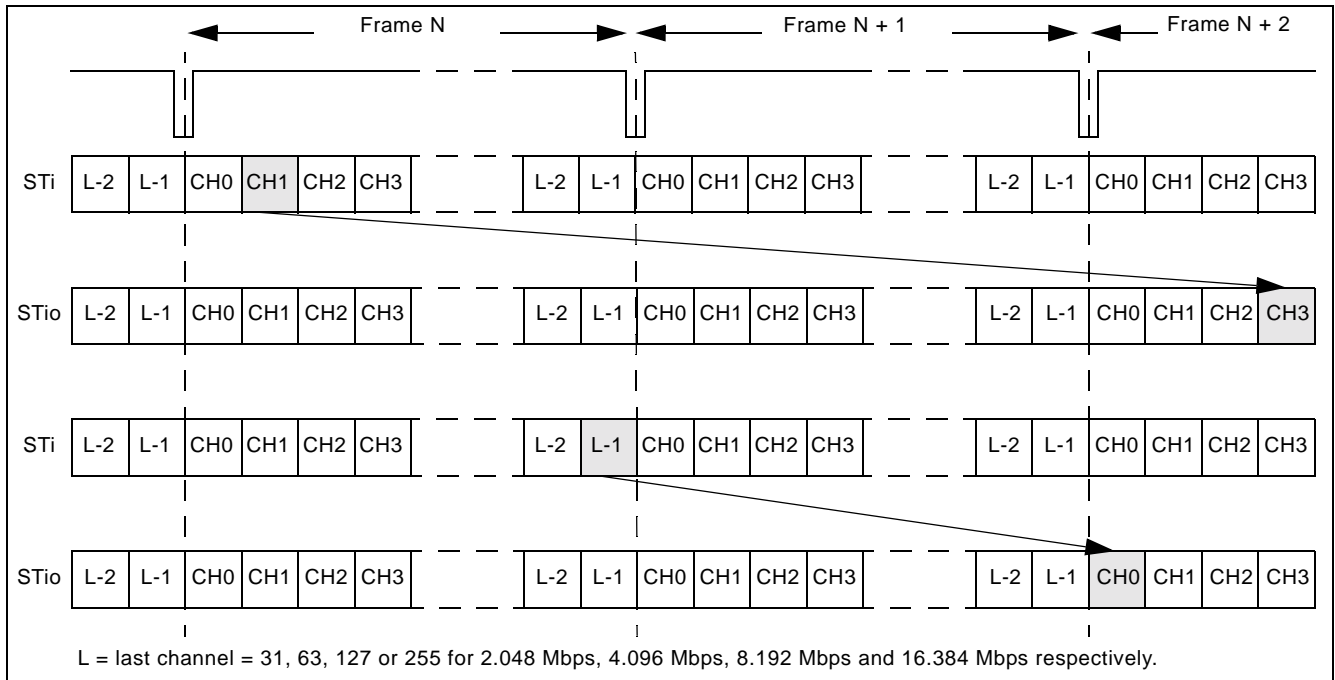 Frame N Frame N + 1 Frame N + 2
STi L-2 L-1 CH0 CH1 CH2 CH3 L-2 L-1 CH0 CH1 CH2 CH3 L-2 L-1 CH0 CH1 CH2 CH3
STio L-2 L-1 CH0 CH1 CH2 CH3 L-2 L-1 CH0 CH1 CH2 CH3 L-2 L-1 CH0 CH1 CH2 CH3
STi L-2 L-1 CH0 CH1 CH2 CH3 L-2 L-1 CH0 CH1 CH2 CH3 L-2 L-1 CH0 CH1 CH2 CH3
STio L-2 L-1 CH0 CH1 CH2 CH3 L-2 L-1 CH0 CH1 CH2 CH3 L-2 L-1 CH0 CH1 CH2 CH3
L = last channel = 31, 63, 127 or 255 for 2.048 Mbps, 4.096 Mbps, 8.192 Mbps and 16.384 Mbps respectively.